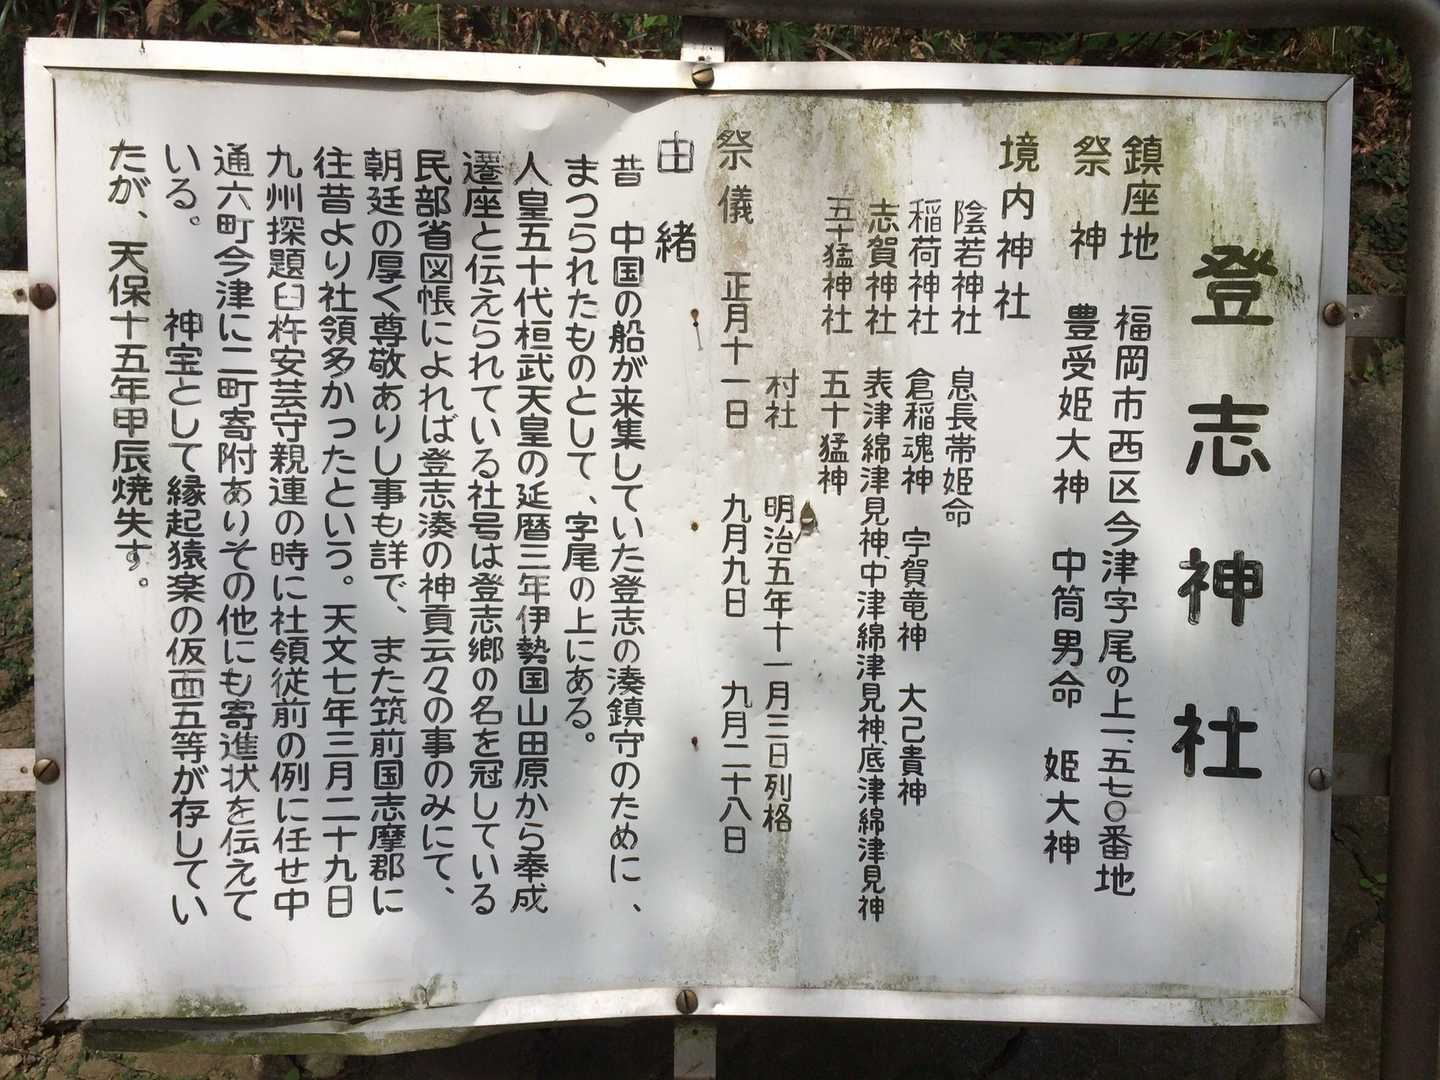 登志神社
鎮座地　福岡市西区今津字尾の上一、五七〇番地
祭神　豊受姫大神　中筒男命　姫大神
境内神社
陰若神社　息長帯姫命
稲荷神社　倉稲魂神　宇賀竜神　大己貴神
志賀神社　表津綿津見神、中津綿津見神、底津綿津見神
五十猛神社　五十猛神
村社　明治五年十一月三日列格
祭儀　正月十一日　九月九日　九月二十八日
由緒
昔　中国の船が来集していた登志の湊鎮守のために、
まつられたものとして、字尾の上にある。
人皇五十代桓武天皇の延暦三年伊勢国山田原から奉成
遷座と伝えられている社号は登志郷の名を冠している
民部省図帳によれば登志湊の神貢云々の事のみにて、
朝廷の厚く尊敬ありし事も詳で、また筑前国志摩郡に
往昔より社領多かったという。天文七年三月二十九日
九州探題臼杵安芸守親連の時に社領従前の例に任せ中
通六町今津に二町寄附ありその他にも寄進状を伝えて
いる。　神宝として縁起猿楽の仮面五等が存してい
たが、天保十五年甲辰焼失す。